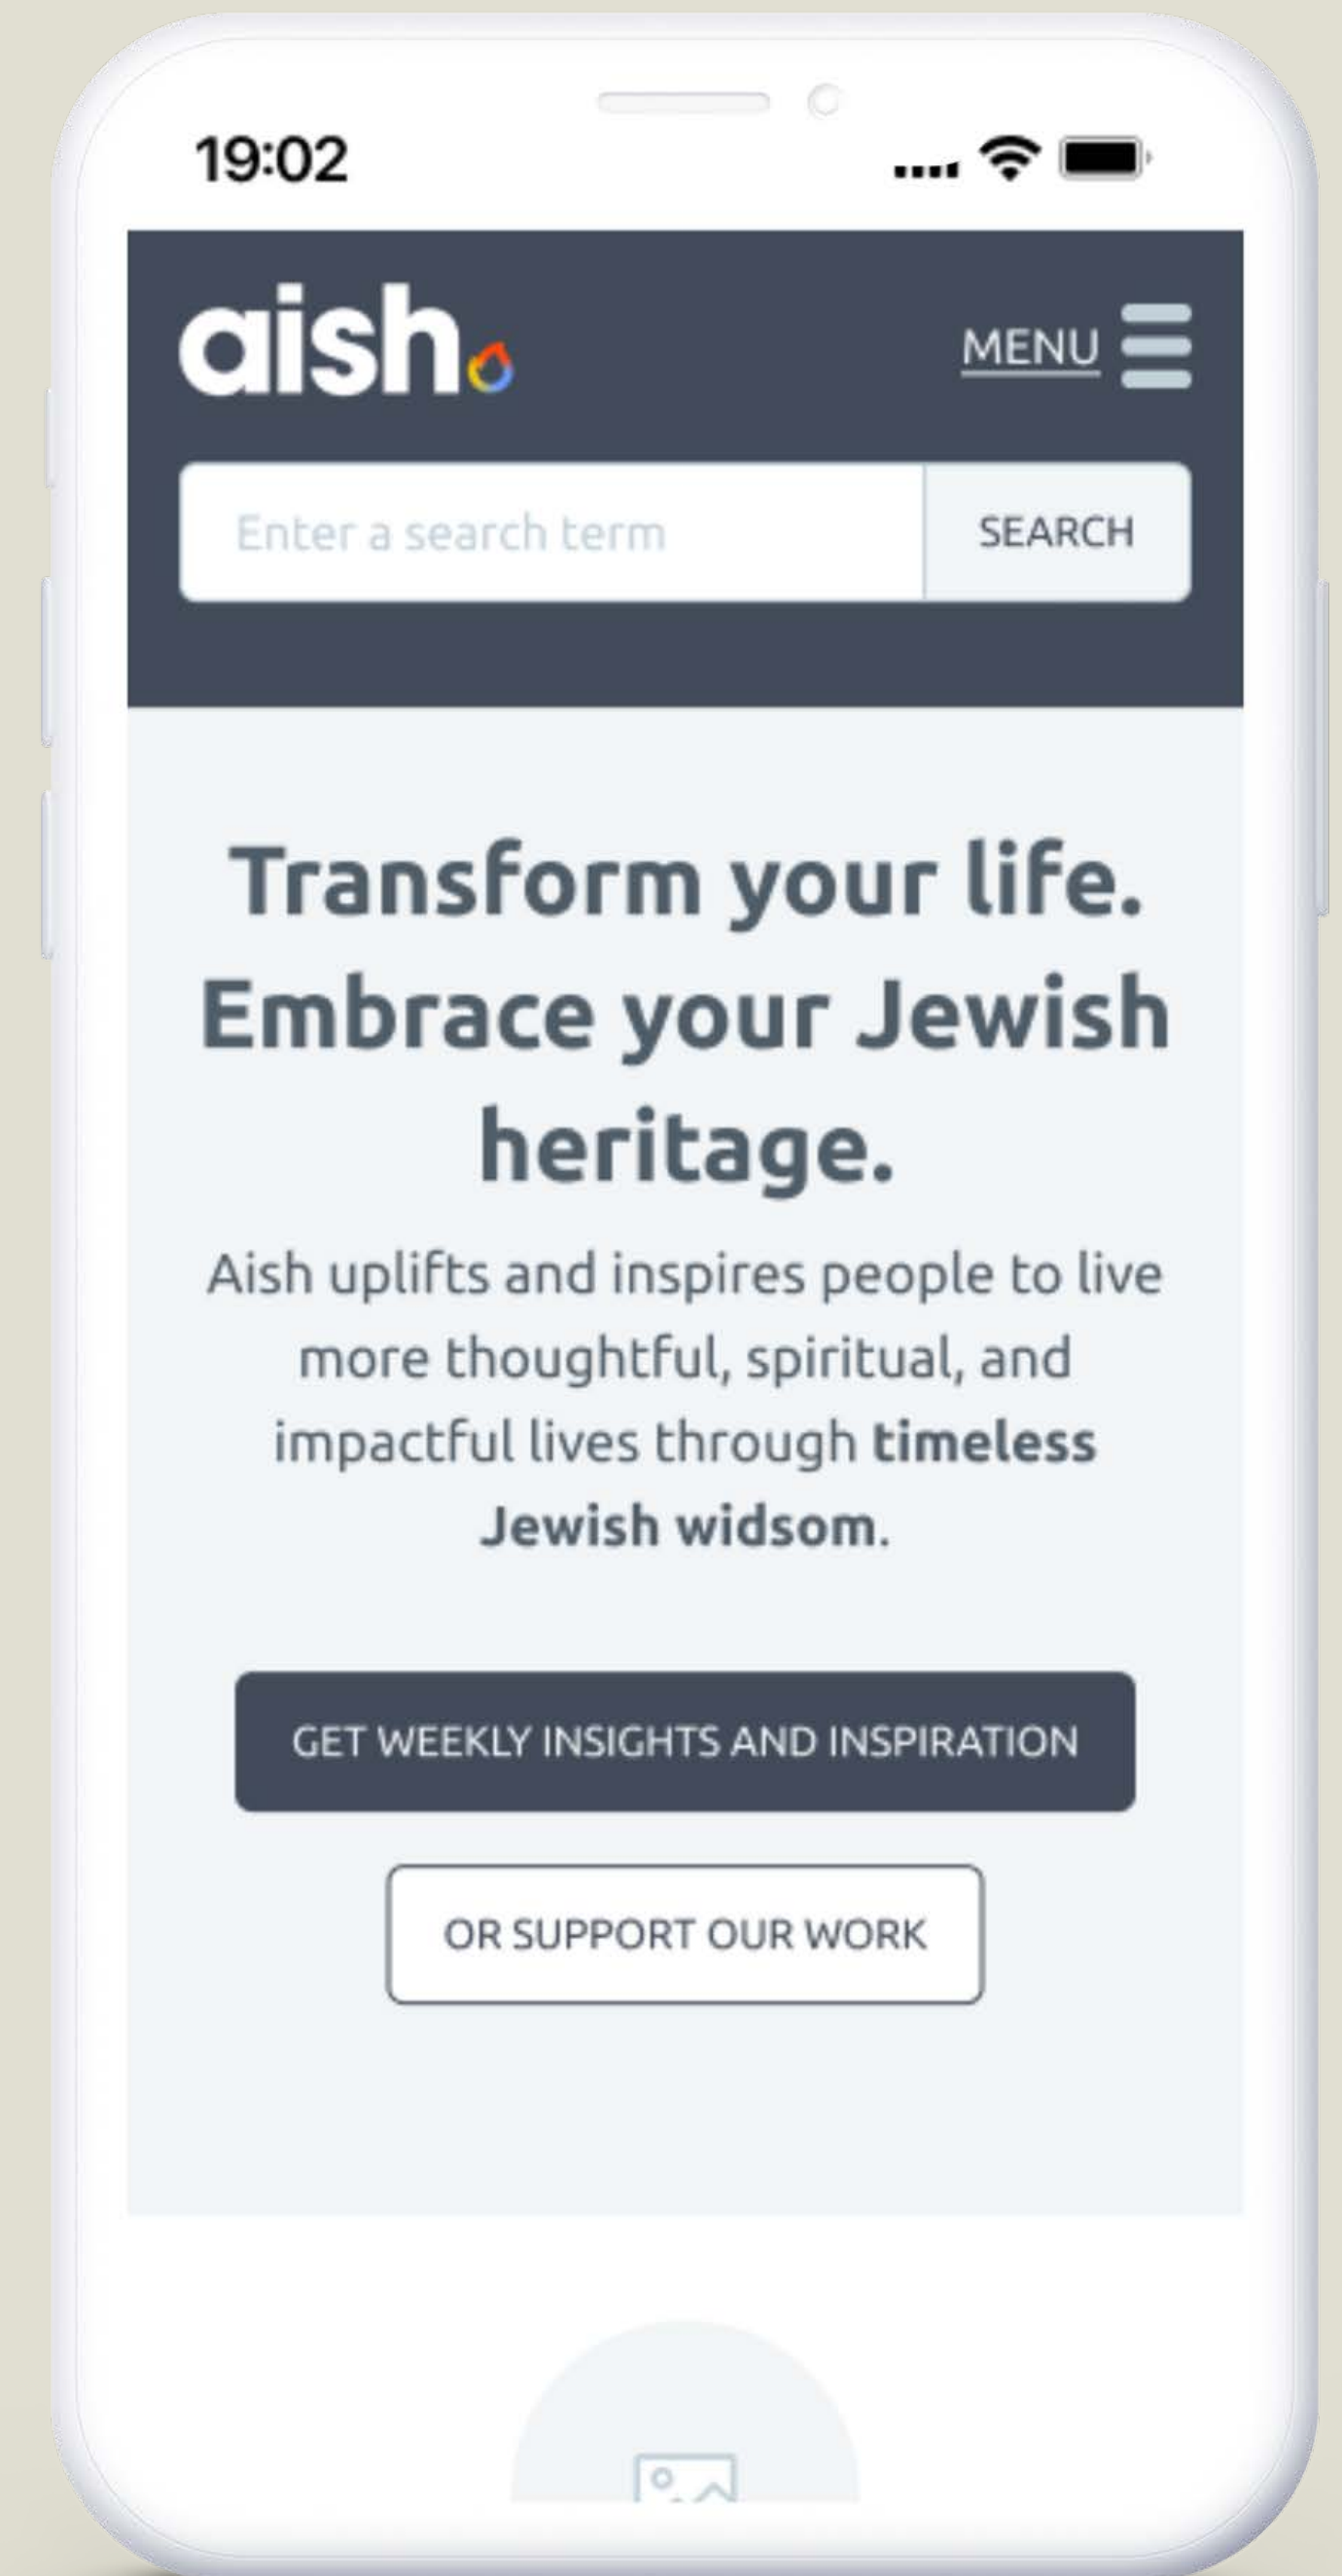 19:02
aish
MENU
Enter a search term
SEARCH
Transform your life.
Embrace your Jewish
heritage.
Aish uplifts and inspires people to live
more thoughtful, spiritual, and
impactful lives through timeless
Jewish widsom.
GET WEEKLY INSIGHTS AND INSPIRATION
OR SUPPORT OUR WORK